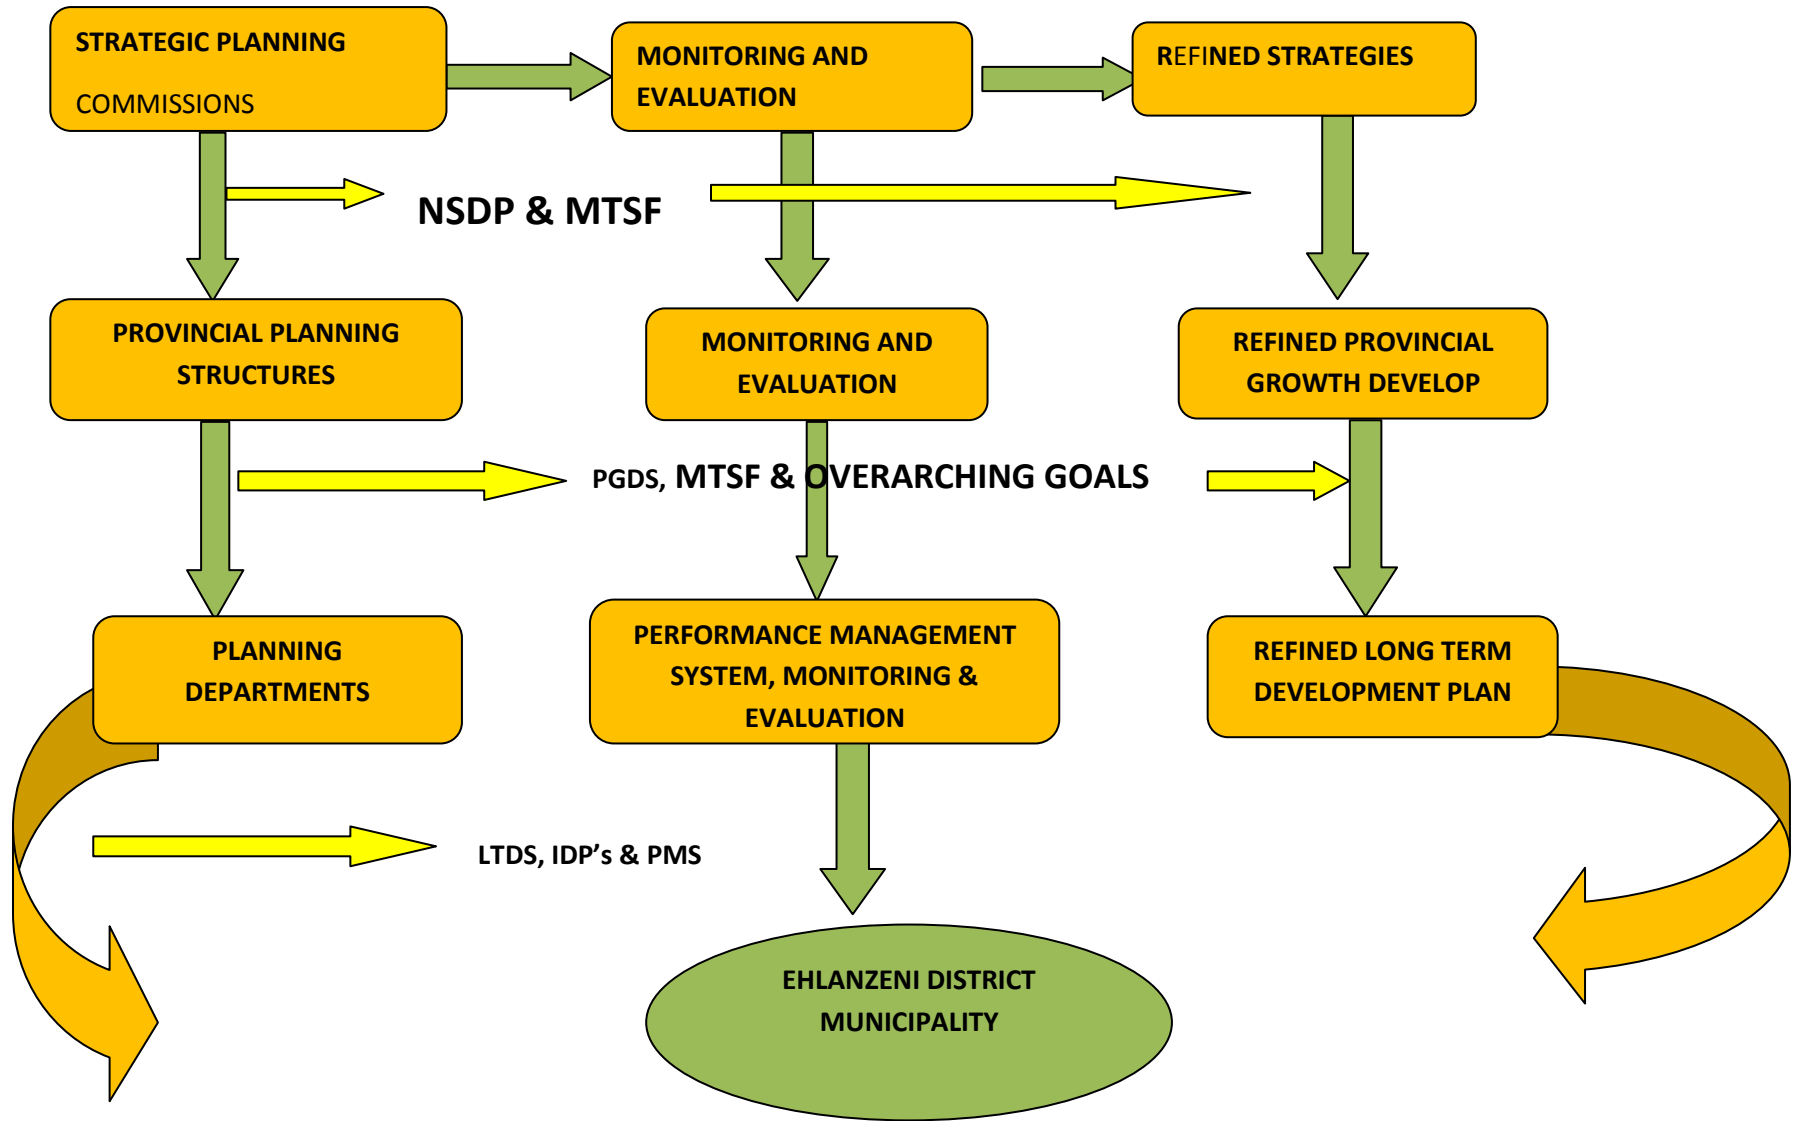 STRATEGIC PLANNING
COMMISSIONS
MONITORING AND
EVALUATION
REFINED STRATEGIES
NSDP & MTSF
PROVINCIAL PLANNING
STRUCTURES
MONITORING AND
EVALUATION
REFINED PROVINCIAL
GROWTH DEVELOP
PGDS, MTSF & OVERARCHING GOALS
PLANNING
DEPARTMENTS
PERFORMANCE MANAGEMENT
SYSTEM, MONITORING &
EVALUATION
REFINED LONG TERM
DEVELOPMENT PLAN
LTDS, IDP's & PMS
EHLANZENI DISTRICT
MUNICIPALITY